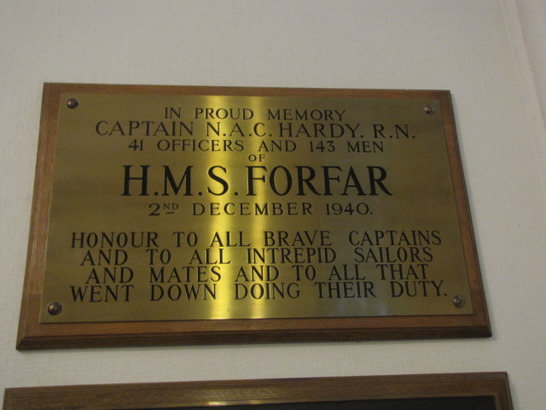 IN PROUD MEMORY
CAPTAIN N.A.C. HARDY. R.N.
41 OFFICERS AND 143 MEN
OF
H.M.S. FORFAR
2ND DECEMBER 1940.
HONOUR TO ALL BRAVE CAPTAINS
AND TO ALL INTREPID SAILORS
AND MATES AND TO ALL THAT
WENT DOWN DOING THEIR DUTY.